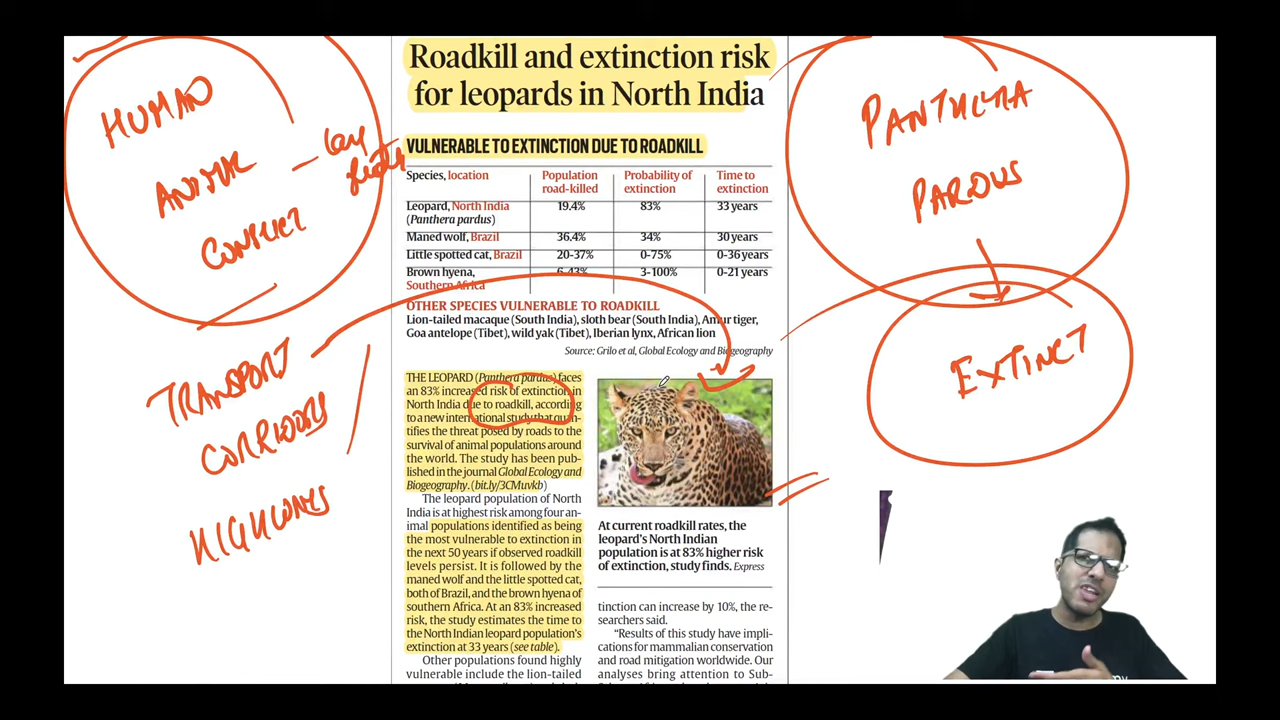 HUMAN
ANIMAL
CONFLICT
TRANSPORT
CORRIDORS
HIGHWAYS
Roadkill and extinction risk
for leopards in North India
VULNERABLE TO EXTINCTION DUE TO ROADKILL
Species, location Population road-killed Probability of extinction Time to extinction
Leopard, North India (Panthera pardus) 19.4% 83% 33 years
Maned wolf, Brazil 36.4% 34% 30 years
Little spotted cat, Brazil 20-37% 0-75% 0-36 years
Brown hyena, Southern Africa 6-43% 3-100% 0-21 years
OTHER SPECIES VULNERABLE TO ROADKILL
Lion-tailed macaque (South India), sloth bear (South India), Amur tiger,
Goa antelope (Tibet), wild yak (Tibet), Iberian lynx, African lion
Source: Grilo et al, Global Ecology and Biogeography
THE LEOPARD (Panthera pardus) faces
an 83% increased risk of extinction in
North India due to roadkill, according
to a new international study that quan-
tifies the threat posed by roads to the
survival of animal populations around
the world. The study has been pub-
lished in the journal Global Ecology and
Biogeography. (bit.ly/3CMuvkb)
The leopard population of North
India is at highest risk among four an-
imal populations identified as being
the most vulnerable to extinction in
the next 50 years if observed roadkill
levels persist. It is followed by the
maned wolf and the little spotted cat,
both of Brazil, and the brown hyena of
southern Africa. At an 83% increased
risk, the study estimates the time to
the North Indian leopard population's
extinction at 33 years (see table).
Other populations found highly
vulnerable include the lion-tailed
At current roadkill rates, the
leopard's North Indian
population is at 83% higher risk
of extinction, study finds. Express
tinction can increase by 10%, the re-
searchers said.
"Results of this study have impli-
cations for mammalian conservation
and road mitigation worldwide. Our
analyses bring attention to Sub-
PANTHERA
PARDUS
EXTINCT